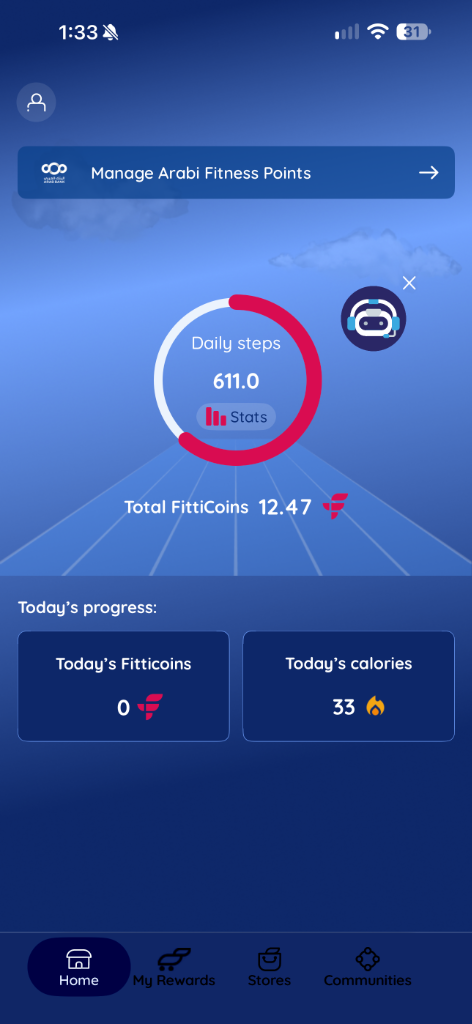 1:33
31
Manage Arabi Fitness Points
Daily steps
611.0
Stats
Total FittiCoins 12.47
Today's progress:
Today's Fitticoins
0
Today's calories
33
Home
My Rewards
Stores
Communities